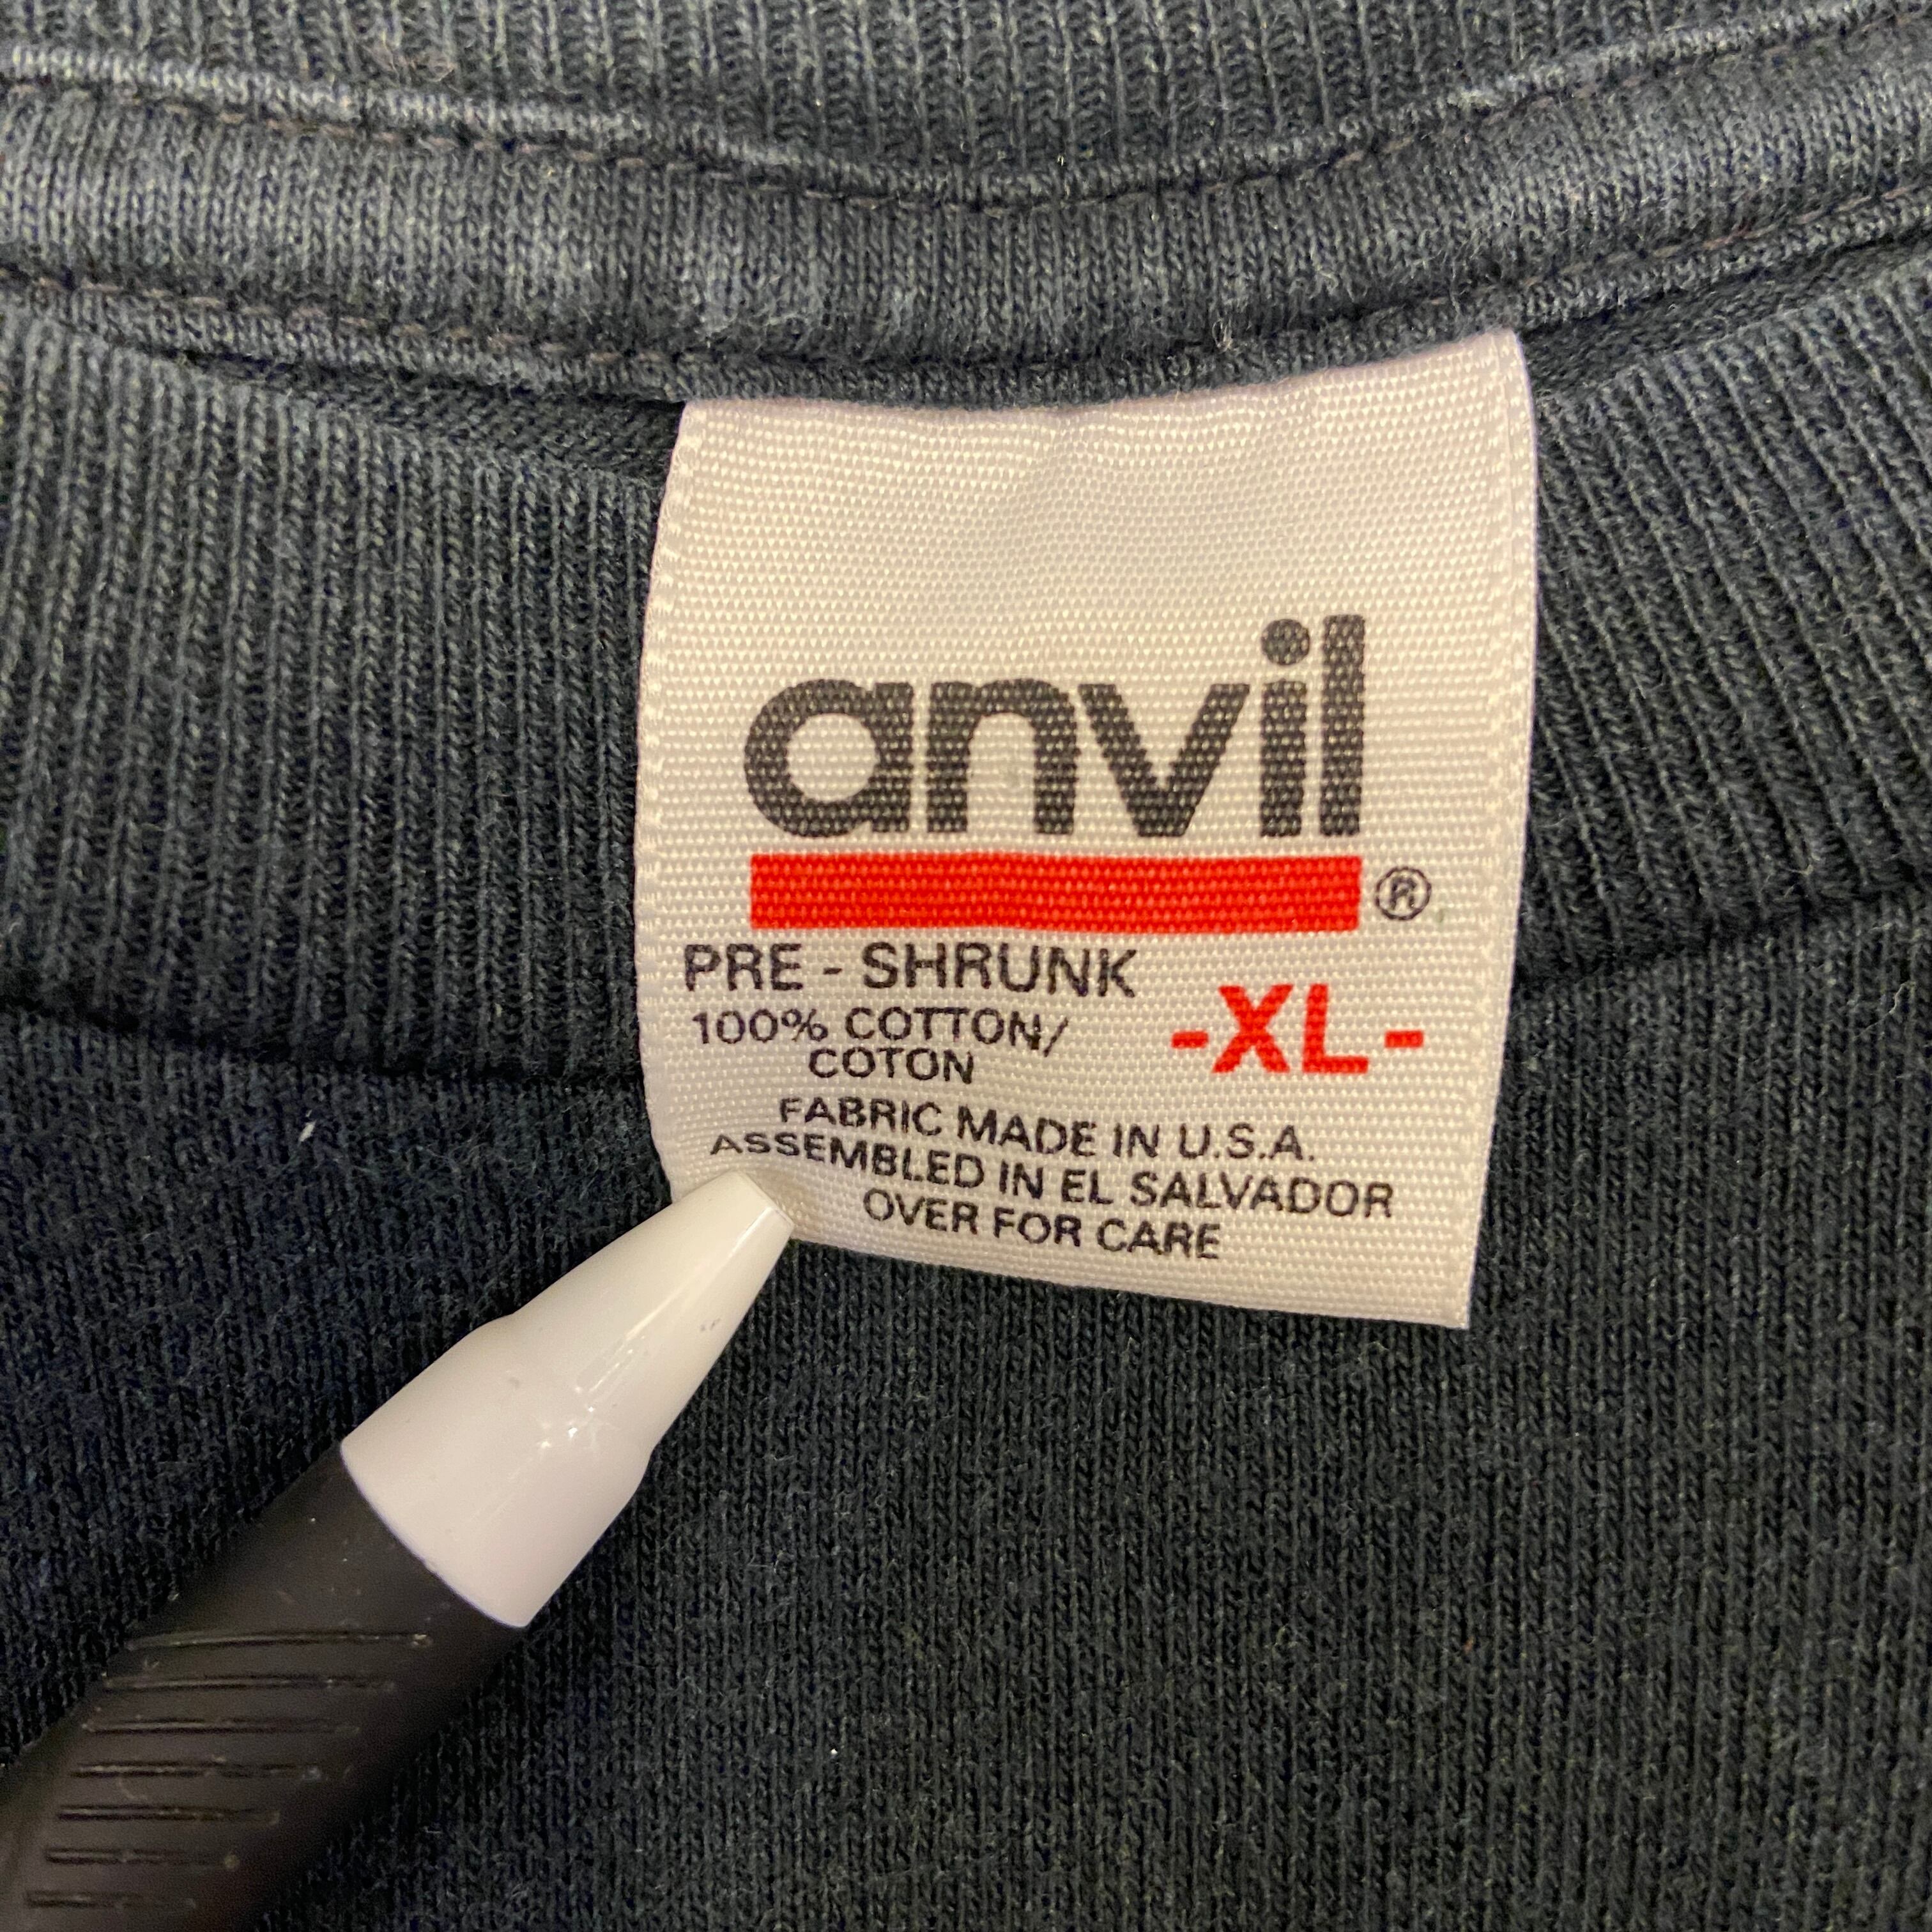 anvil
®
PRE - SHRUNK
100% COTTON/
COTON
-XL-
FABRIC MADE IN U.S.A.
ASSEMBLED IN EL SALVADOR
OVER FOR CARE